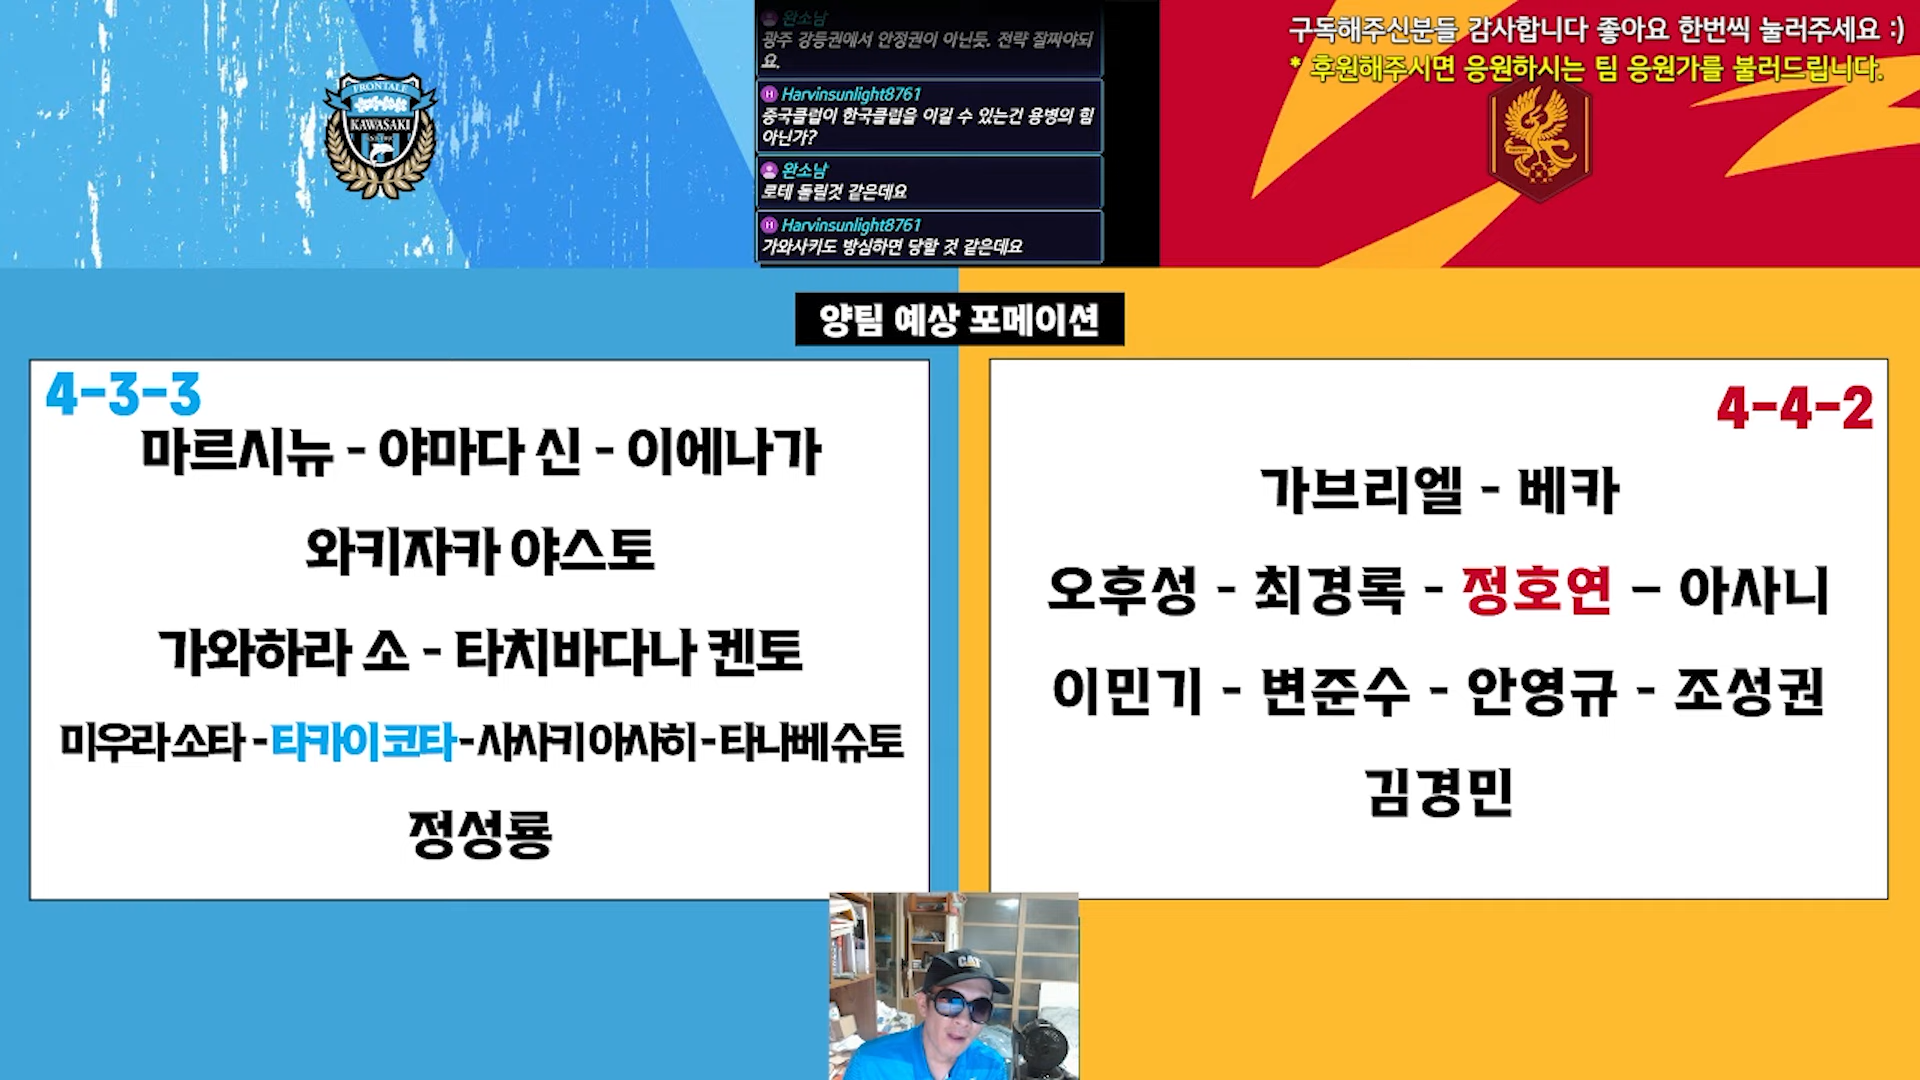 FRONTALE
KAWASAKI
완소남
광주 강등권에서 안정권이 아닌듯. 전략 잘짜야되
요.
Harvinsunlight8761
중국클럽이 한국클럽을 이길 수 있는건 용병의 힘
아닌가?
완소남
로테 돌릴것 같은데요
Harvinsunlight8761
가와사키도 방심하면 당할 것 같은데요
구독해주신분들 감사합니다 좋아요 한번씩 눌러주세요 :)
* 후원해주시면 응원하시는 팀 응원가를 불러드립니다.
양팀 예상 포메이션
4-3-3
마르시뉴 - 야마다 신 - 이에나가
와키자카 야스토
가와하라 소 - 타치바다나 켄토
미우라 소타 - 타카이 코타 - 사사키 아사히 - 타나베 슈토
정성룡
4-4-2
가브리엘 - 베카
오후성 - 최경록 - 정호연 – 아사니
이민기 - 변준수 - 안영규 - 조성권
김경민
CAT